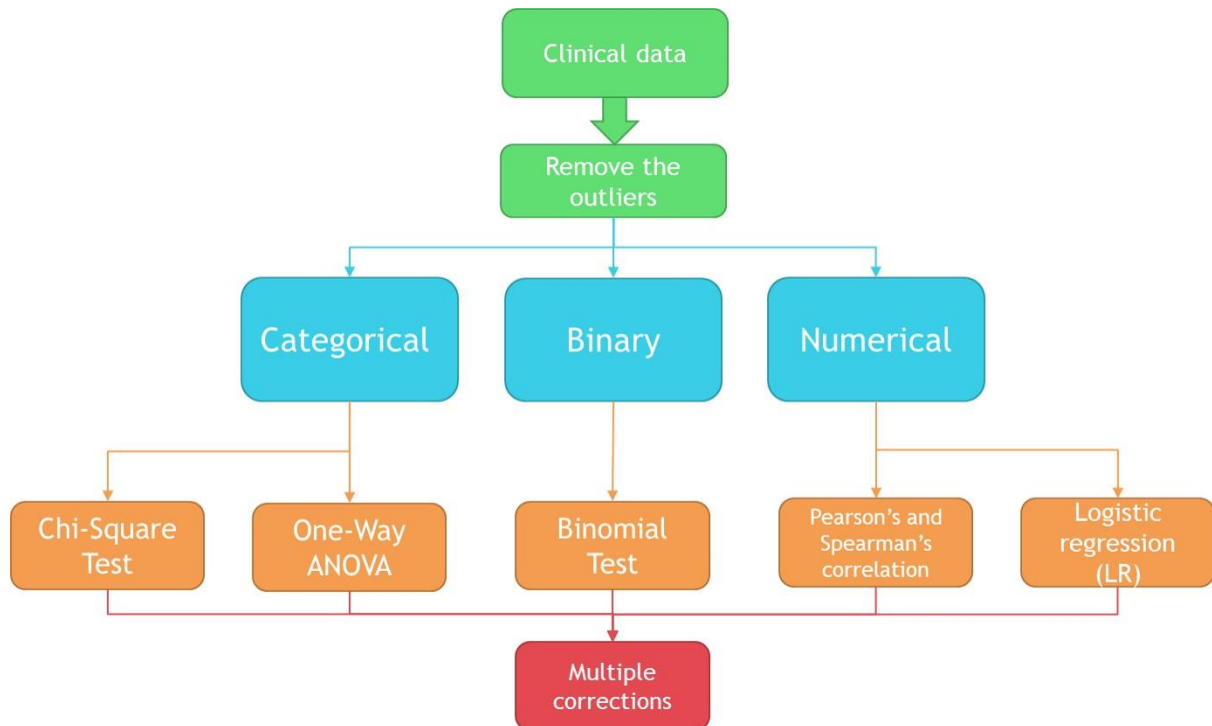 Clinical data
Remove the
outliers
Categorical
Binary
Numerical
Chi-Square
Test
One-Way
ANOVA
Binomial
Test
Pearson’s and
Spearman’s
correlation
Logistic
regression
(LR)
Multiple
corrections